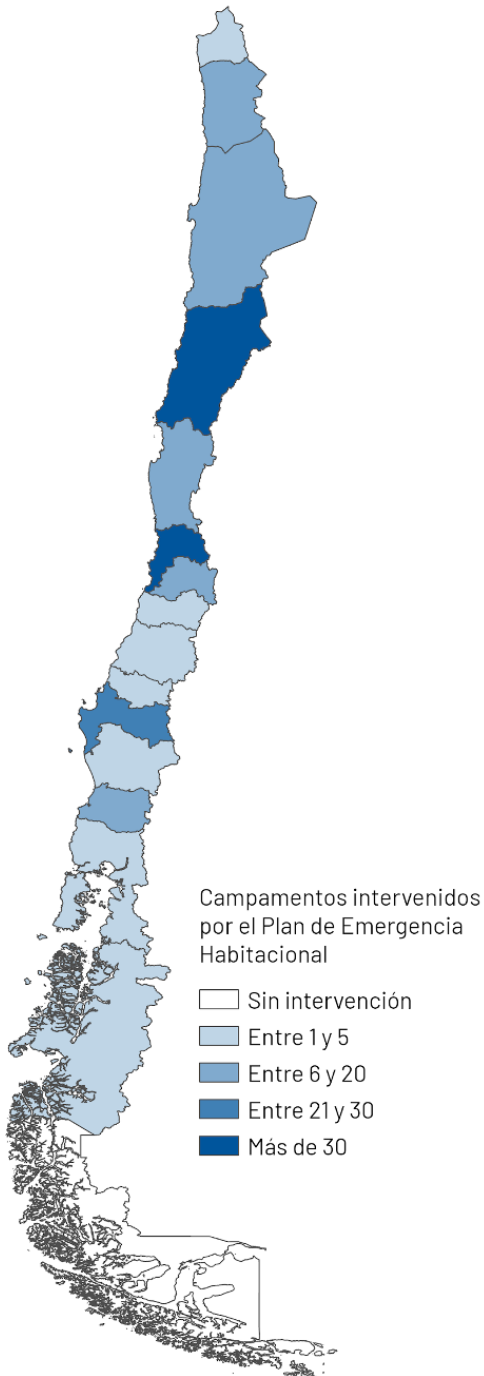 Campamentos intervenidos
por el Plan de Emergencia
Habitacional
Sin intervención
Entre 1 y 5
Entre 6 y 20
Entre 21 y 30
Más de 30